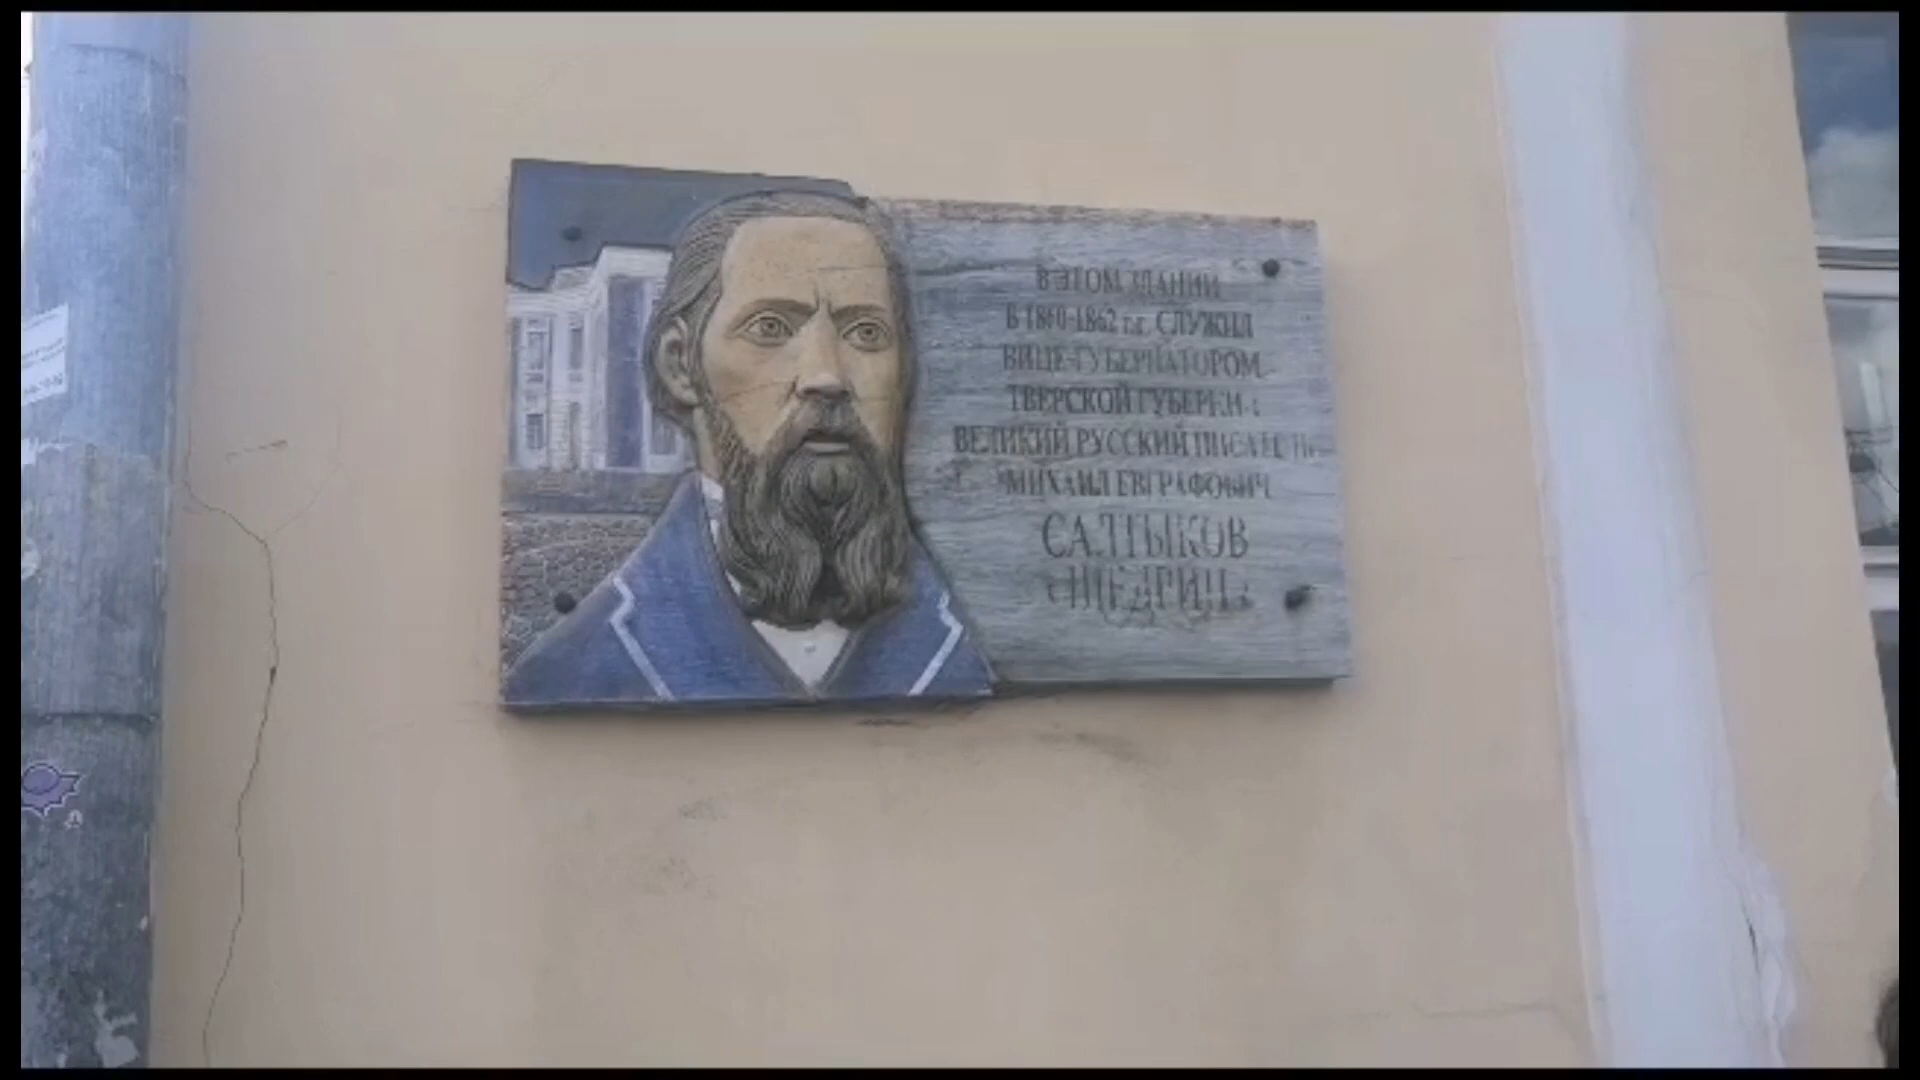 В ЭТОМ ЗДАНИИ
В 1860-1862 г.г. СЛУЖИЛ
ВИЦЕ-ГУБЕРНАТОРОМ
ТВЕРСКОЙ ГУБЕРНИИ
ВЕЛИКИЙ РУССКИЙ ПИСАТЕЛЬ
МИХАИЛ ЕВГРАФОВИЧ
САЛТЫКОВ
ЩЕДРИН